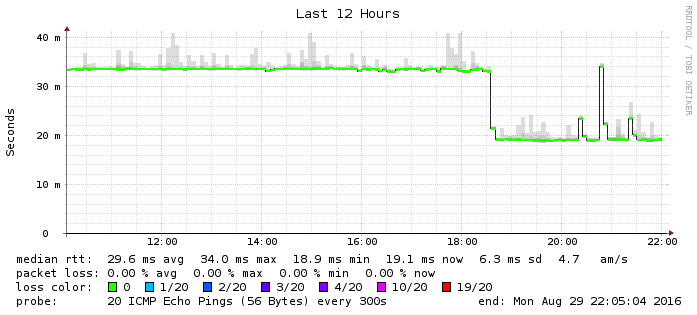 Last 12 Hours
RRDTOOL / TOBI OETIKER
Seconds
40 m
30 m
20 m
10 m
0
12:00 14:00 16:00 18:00 20:00 22:00
median rtt: 29.6 ms avg 34.0 ms max 18.9 ms min 19.1 ms now 6.3 ms sd 4.7 am/s
packet loss: 0.00 % avg 0.00 % max 0.00 % min 0.00 % now
loss color: 0 1/20 2/20 3/20 4/20 10/20 19/20
probe: 20 ICMP Echo Pings (56 Bytes) every 300s end: Mon Aug 29 22:05:04 2016